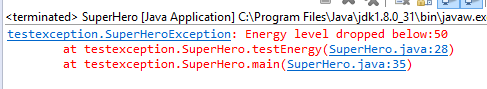 <terminated> SuperHero [Java Application] C:\Program Files\Java\jdk1.8.0_31\bin\javaw.ex
testexception.SuperHeroException: Energy level dropped below:50
at testexception.SuperHero.testEnergy(SuperHero.java:28)
at testexception.SuperHero.main(SuperHero.java:35)